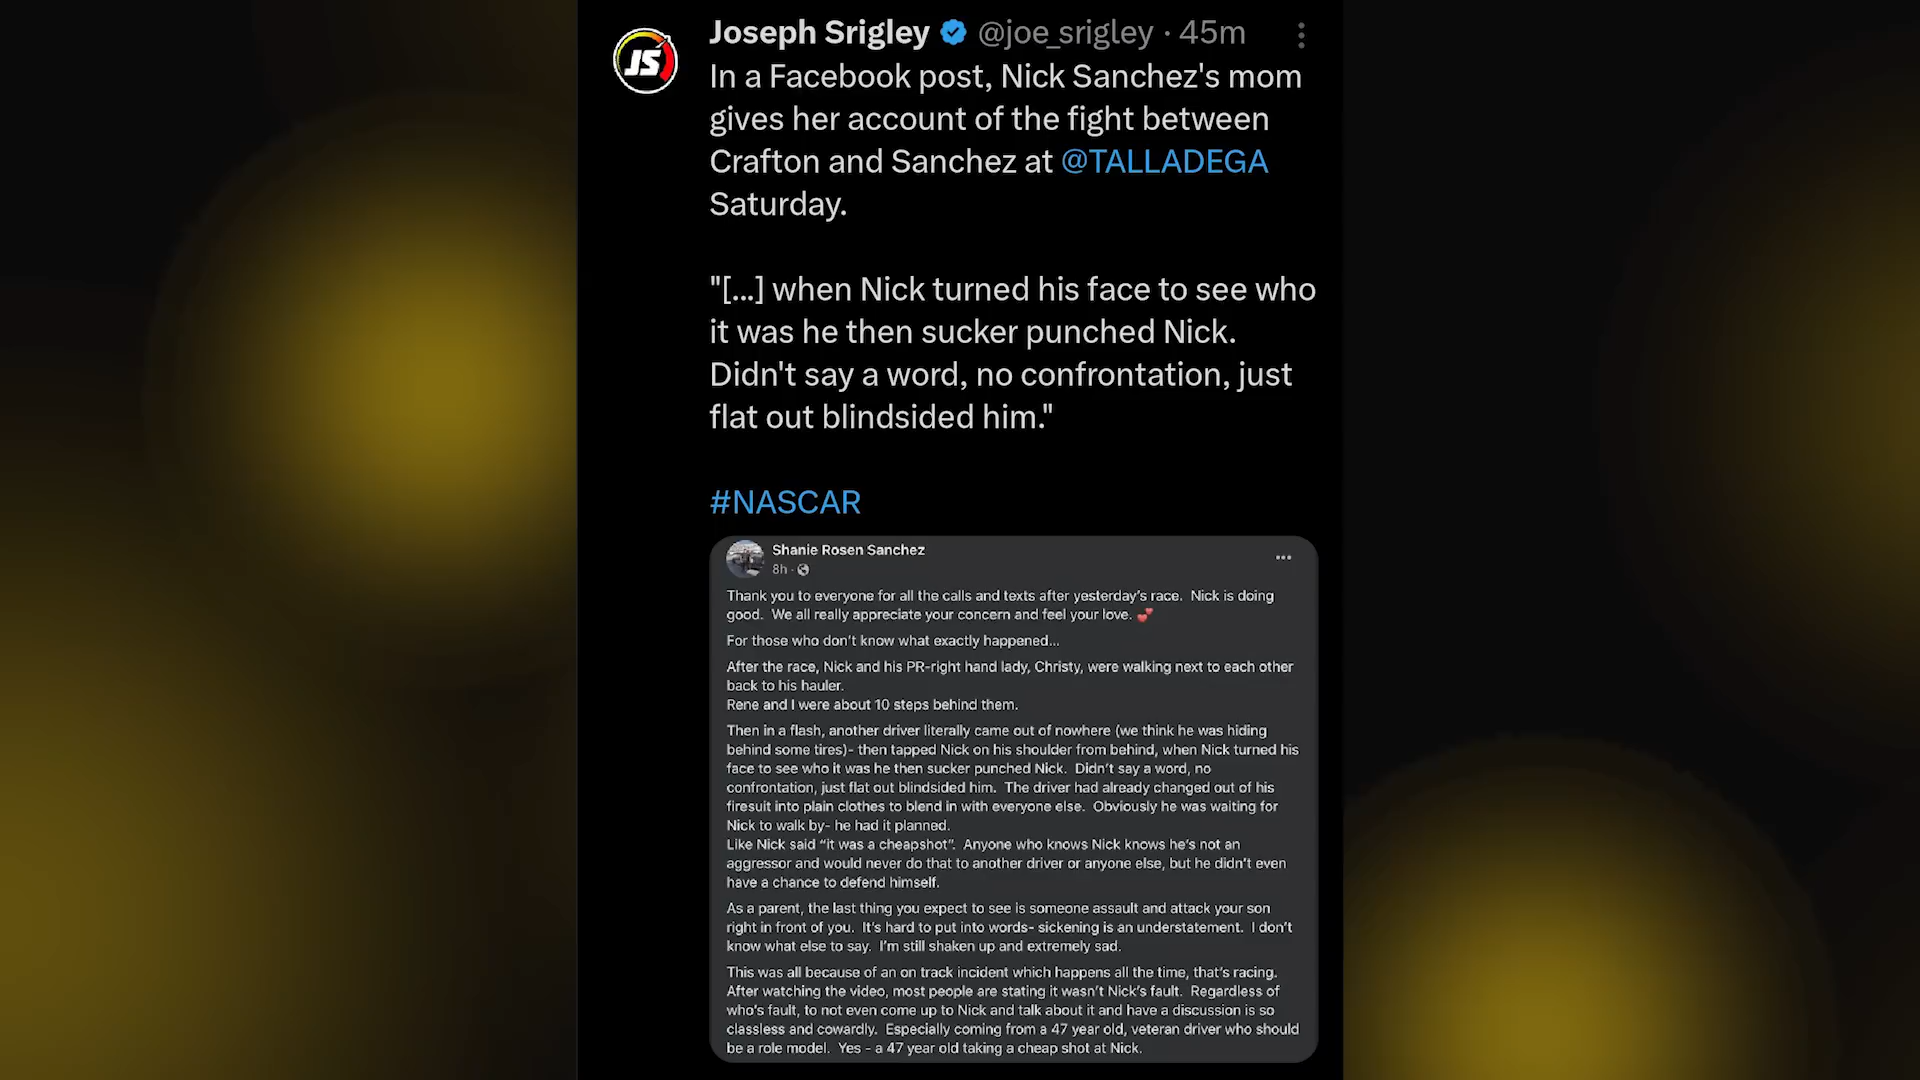 Joseph Srigley @joe_srigley · 45m
JS
In a Facebook post, Nick Sanchez's mom
gives her account of the fight between
Crafton and Sanchez at @TALLADEGA
Saturday.
"[...] when Nick turned his face to see who
it was he then sucker punched Nick.
Didn't say a word, no confrontation, just
flat out blindsided him."
#NASCAR
Shanie Rosen Sanchez
8h ·
Thank you to everyone for all the calls and texts after yesterday's race. Nick is doing
good. We all really appreciate your concern and feel your love. 💕
For those who don't know what exactly happened...
After the race, Nick and his PR-right hand lady, Christy, were walking next to each other
back to his hauler.
Rene and I were about 10 steps behind them.
Then in a flash, another driver literally came out of nowhere (we think he was hiding
behind some tires)- then tapped Nick on his shoulder from behind, when Nick turned his
face to see who it was he then sucker punched Nick. Didn't say a word, no
confrontation, just flat out blindsided him. The driver had already changed out of his
firesuit into plain clothes to blend in with everyone else. Obviously he was waiting for
Nick to walk by- he had it planned.
Like Nick said "it was a cheapshot". Anyone who knows Nick knows he's not an
aggressor and would never do that to another driver or anyone else, but he didn't even
have a chance to defend himself.
As a parent, the last thing you expect to see is someone assault and attack your son
right in front of you. It's hard to put into words- sickening is an understatement. I don't
know what else to say. I'm still shaken up and extremely sad.
This was all because of an on track incident which happens all the time, that's racing.
After watching the video, most people are stating it wasn't Nick's fault. Regardless of
who's fault, to not even come up to Nick and talk about it and have a discussion is so
classless and cowardly. Especially coming from a 47 year old, veteran driver who should
be a role model. Yes - a 47 year old taking a cheap shot at Nick.